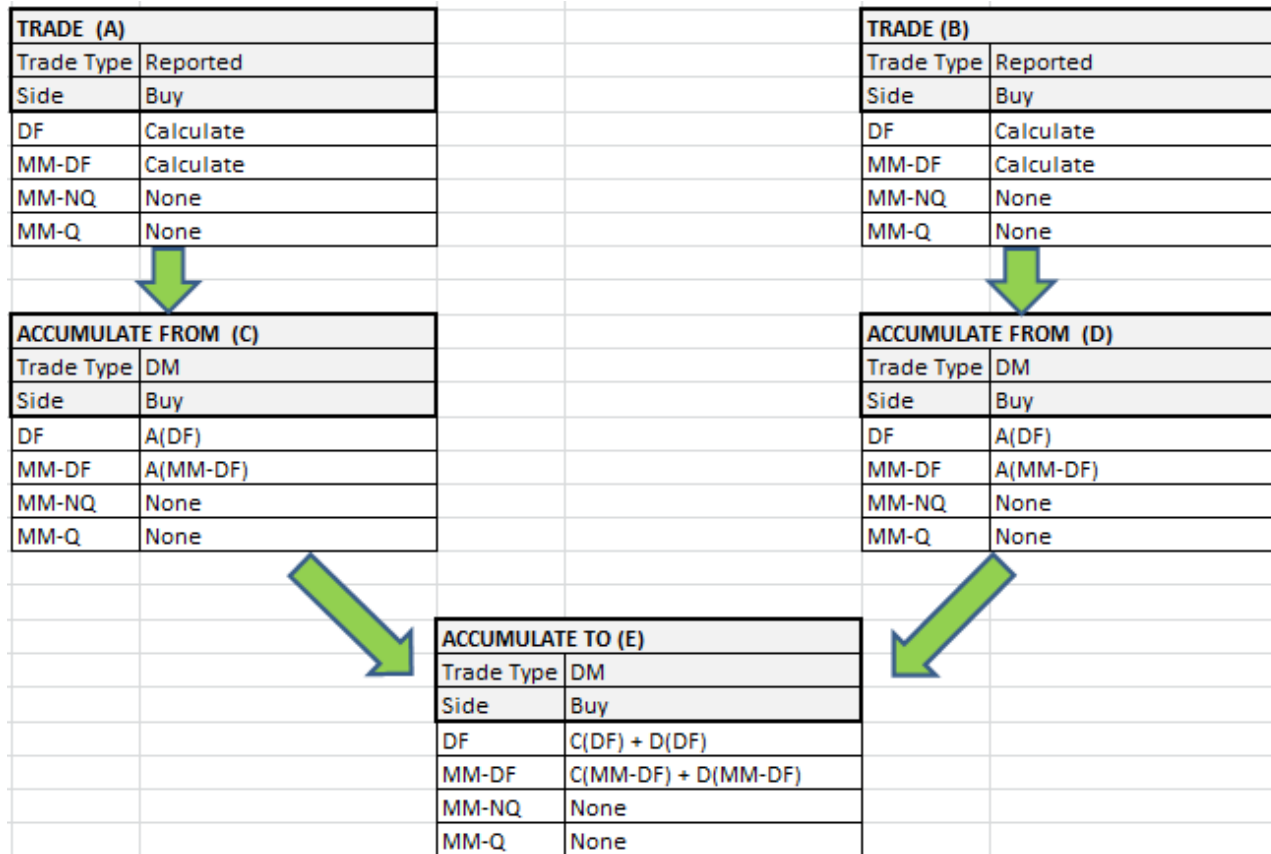 TRADE (A)
Trade Type Reported
Side Buy
DF Calculate
MM-DF Calculate
MM-NQ None
MM-Q None
TRADE (B)
Trade Type Reported
Side Buy
DF Calculate
MM-DF Calculate
MM-NQ None
MM-Q None
ACCUMULATE FROM (C)
Trade Type DM
Side Buy
DF A(DF)
MM-DF A(MM-DF)
MM-NQ None
MM-Q None
ACCUMULATE FROM (D)
Trade Type DM
Side Buy
DF A(DF)
MM-DF A(MM-DF)
MM-NQ None
MM-Q None
ACCUMULATE TO (E)
Trade Type DM
Side Buy
DF C(DF) + D(DF)
MM-DF C(MM-DF) + D(MM-DF)
MM-NQ None
MM-Q None